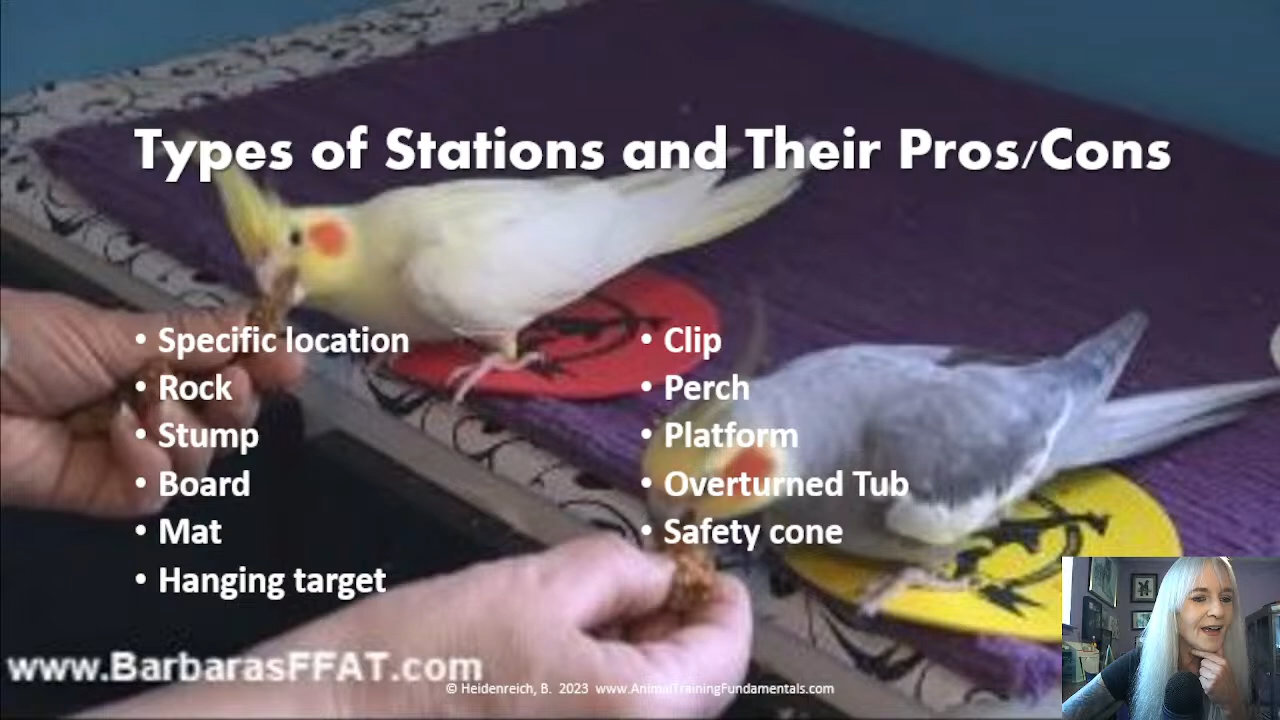 Types of Stations and Their Pros/Cons
• Specific location
• Rock
• Stump
• Board
• Mat
• Hanging target
• Clip
• Perch
• Platform
• Overturned Tub
• Safety cone
www.BarbarasFFAT.com
© Heidenreich, B. 2023 www.AnimalTrainingFundamentals.com